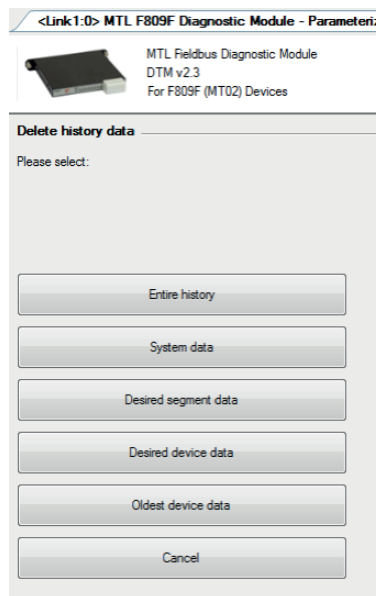 <Link1:0> MTL F809F Diagnostic Module - Parameteriz
MTL Fieldbus Diagnostic Module
DTM v2.3
For F809F (MT02) Devices
Delete history data
Please select:
Entire history
System data
Desired segment data
Desired device data
Oldest device data
Cancel